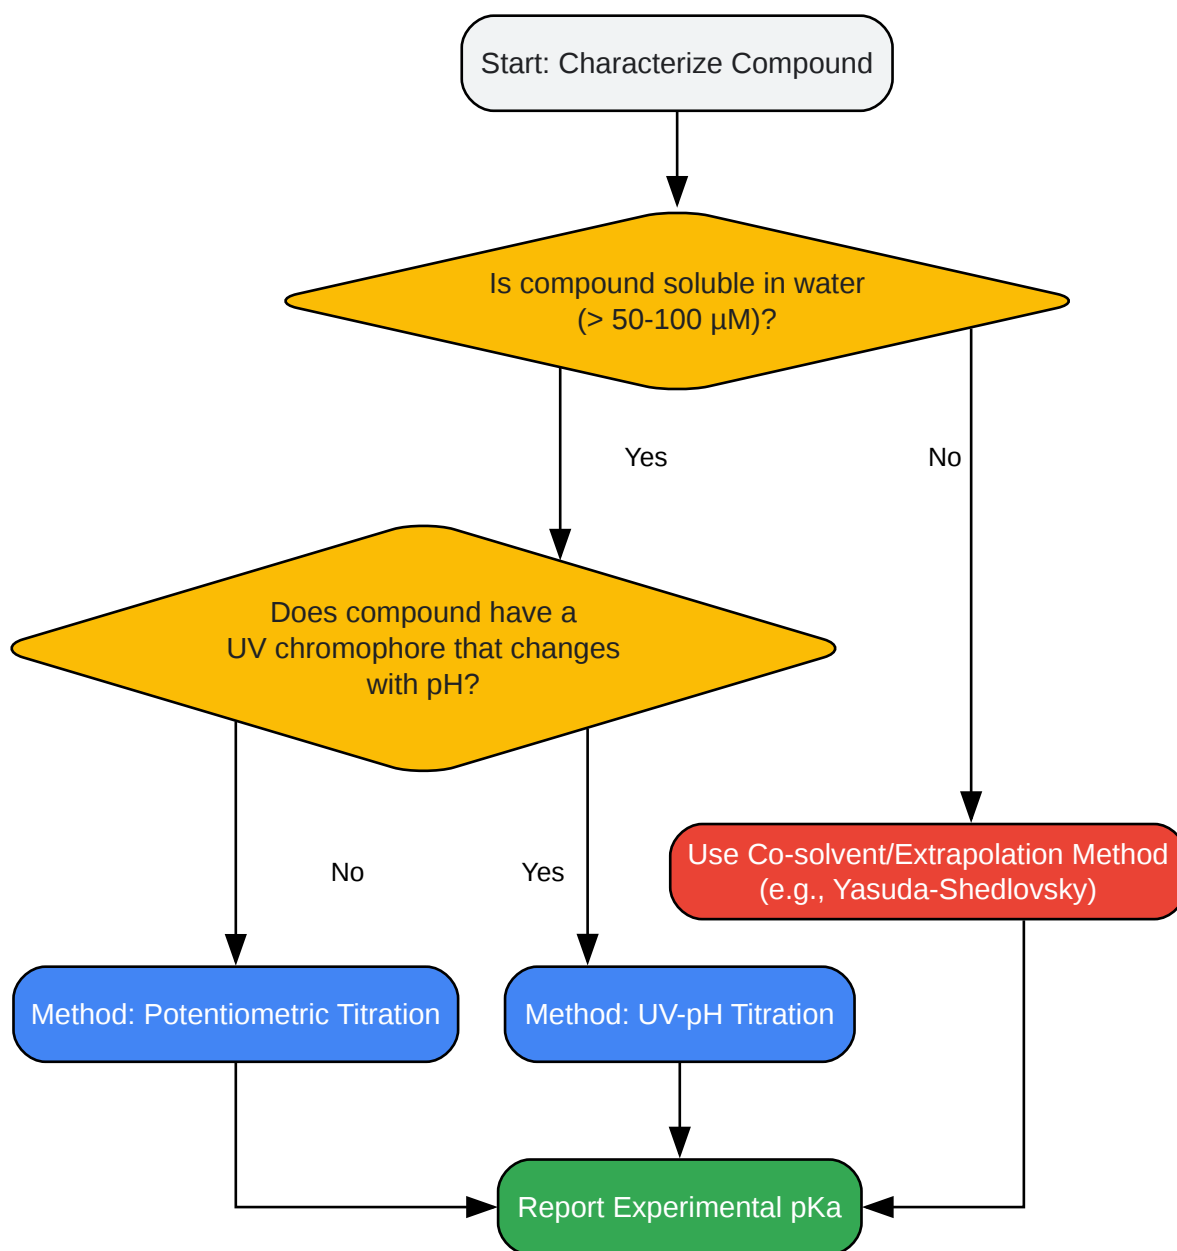 Start: Characterize Compound
Is compound soluble in water
(> 50-100 µM)?
Yes
No
Does compound have a
UV chromophore that changes
with pH?
No
Yes
Use Co-solvent/Extrapolation Method
(e.g., Yasuda-Shedlovsky)
Method: Potentiometric Titration
Method: UV-pH Titration
Report Experimental pKa